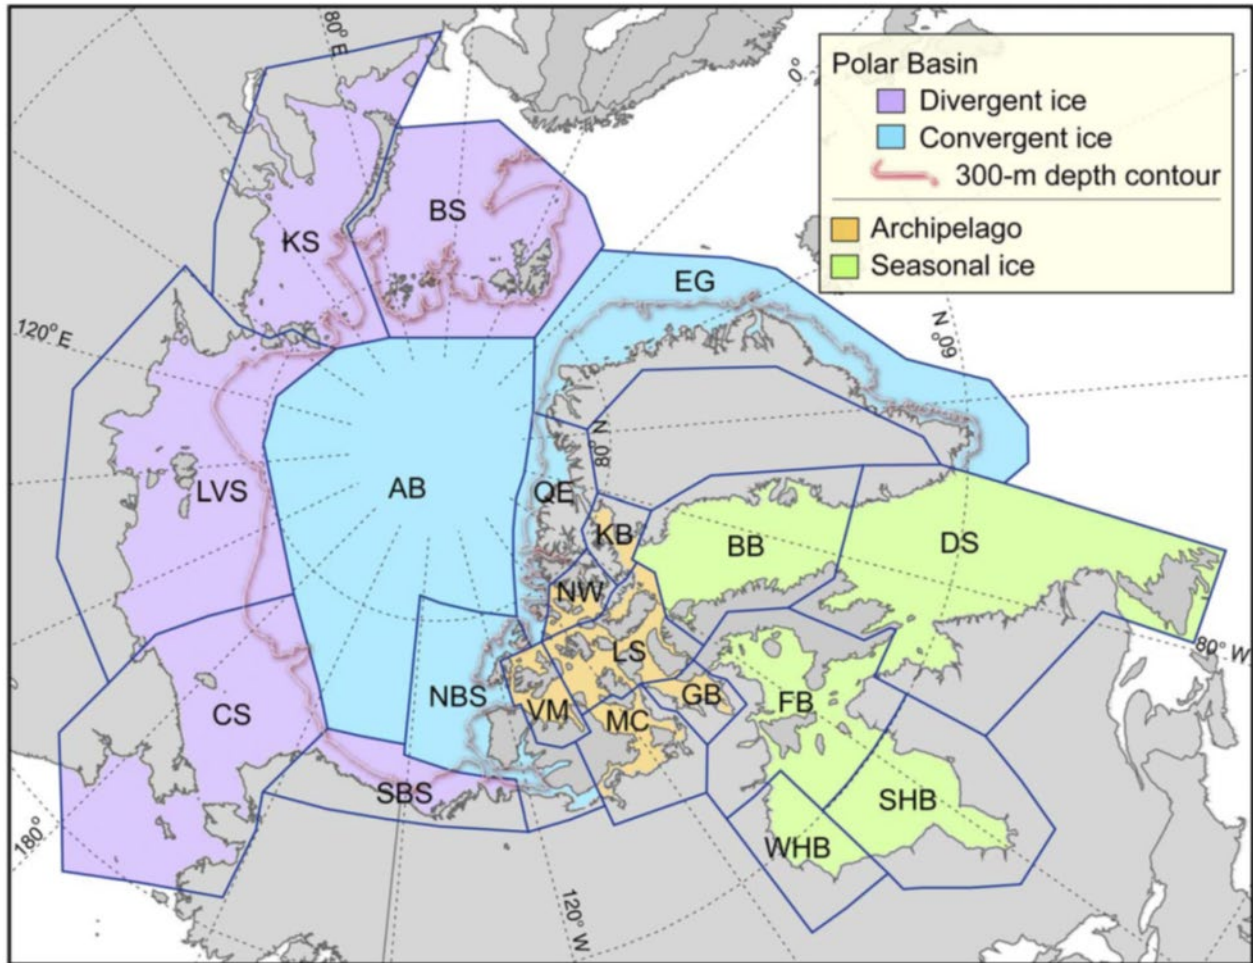 80° E
0°
Polar Basin
Divergent ice
Convergent ice
300-m depth contour
Archipelago
Seasonal ice
BS
KS
EG
120° E
N °09
N °08
LVS
AB
QE
KB
BB
DS
NW
LS
80° W
NBS
VM
MC
GB
FB
CS
SBS
SHB
WHB
180°
120° W